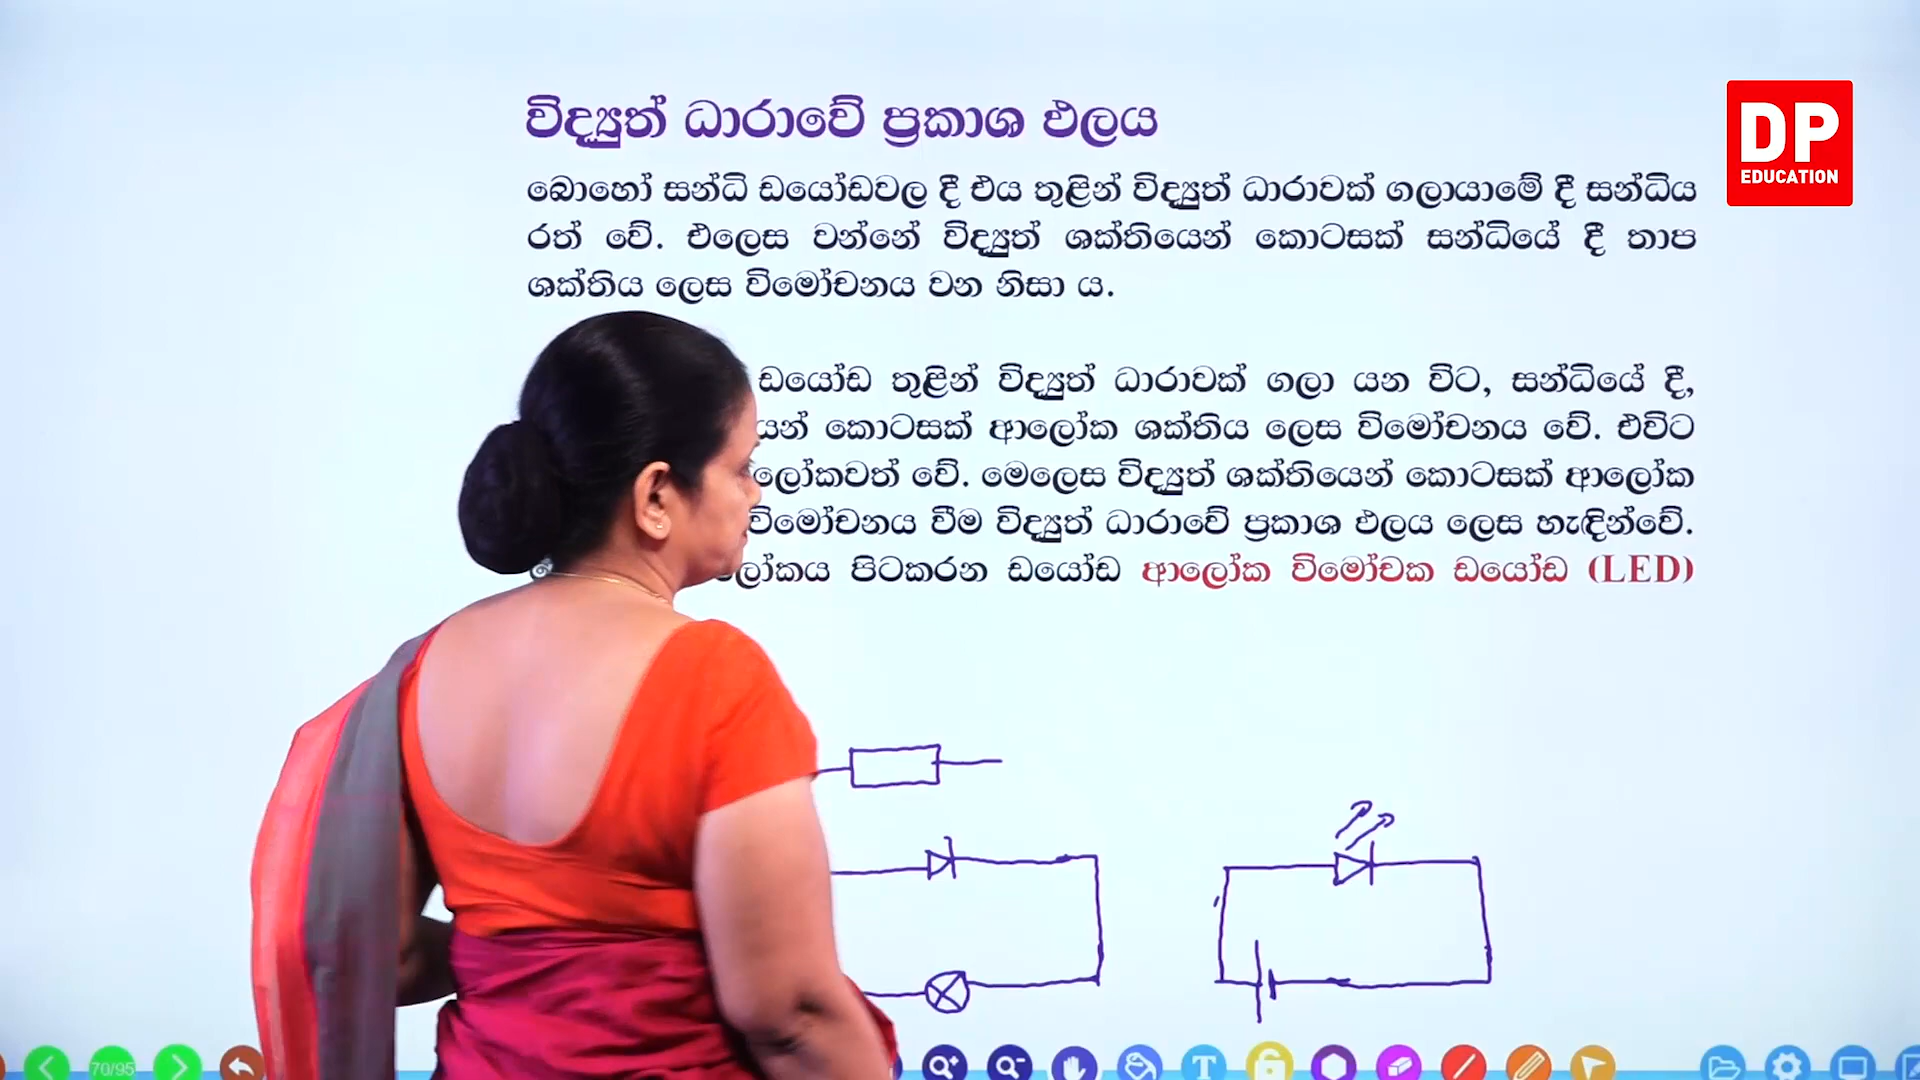 විද්‍යුත් ධාරාවේ ප්‍රකාශ ඵලය
DP
EDUCATION
බොහෝ සන්ධි ඩයෝඩවල දී එය තුළින් විද්‍යුත් ධාරාවක් ගලායාමේ දී සන්ධිය
රත් වේ. එලෙස වන්නේ විද්‍යුත් ශක්තියෙන් කොටසක් සන්ධියේ දී තාප
ශක්තිය ලෙස විමෝචනය වන නිසා ය.
ඩයෝඩ තුළින් විද්‍යුත් ධාරාවක් ගලා යන විට, සන්ධියේ දී,
කොටසක් ආලෝක ශක්තිය ලෙස විමෝචනය වේ. එවිට
වේ. මෙලෙස විද්‍යුත් ශක්තියෙන් කොටසක් ආලෝක
විමෝචනය වීම විද්‍යුත් ධාරාවේ ප්‍රකාශ ඵලය ලෙස හැඳින්වේ.
පිටකරන ඩයෝඩ ආලෝක විමෝචක ඩයෝඩ (LED)
70/95